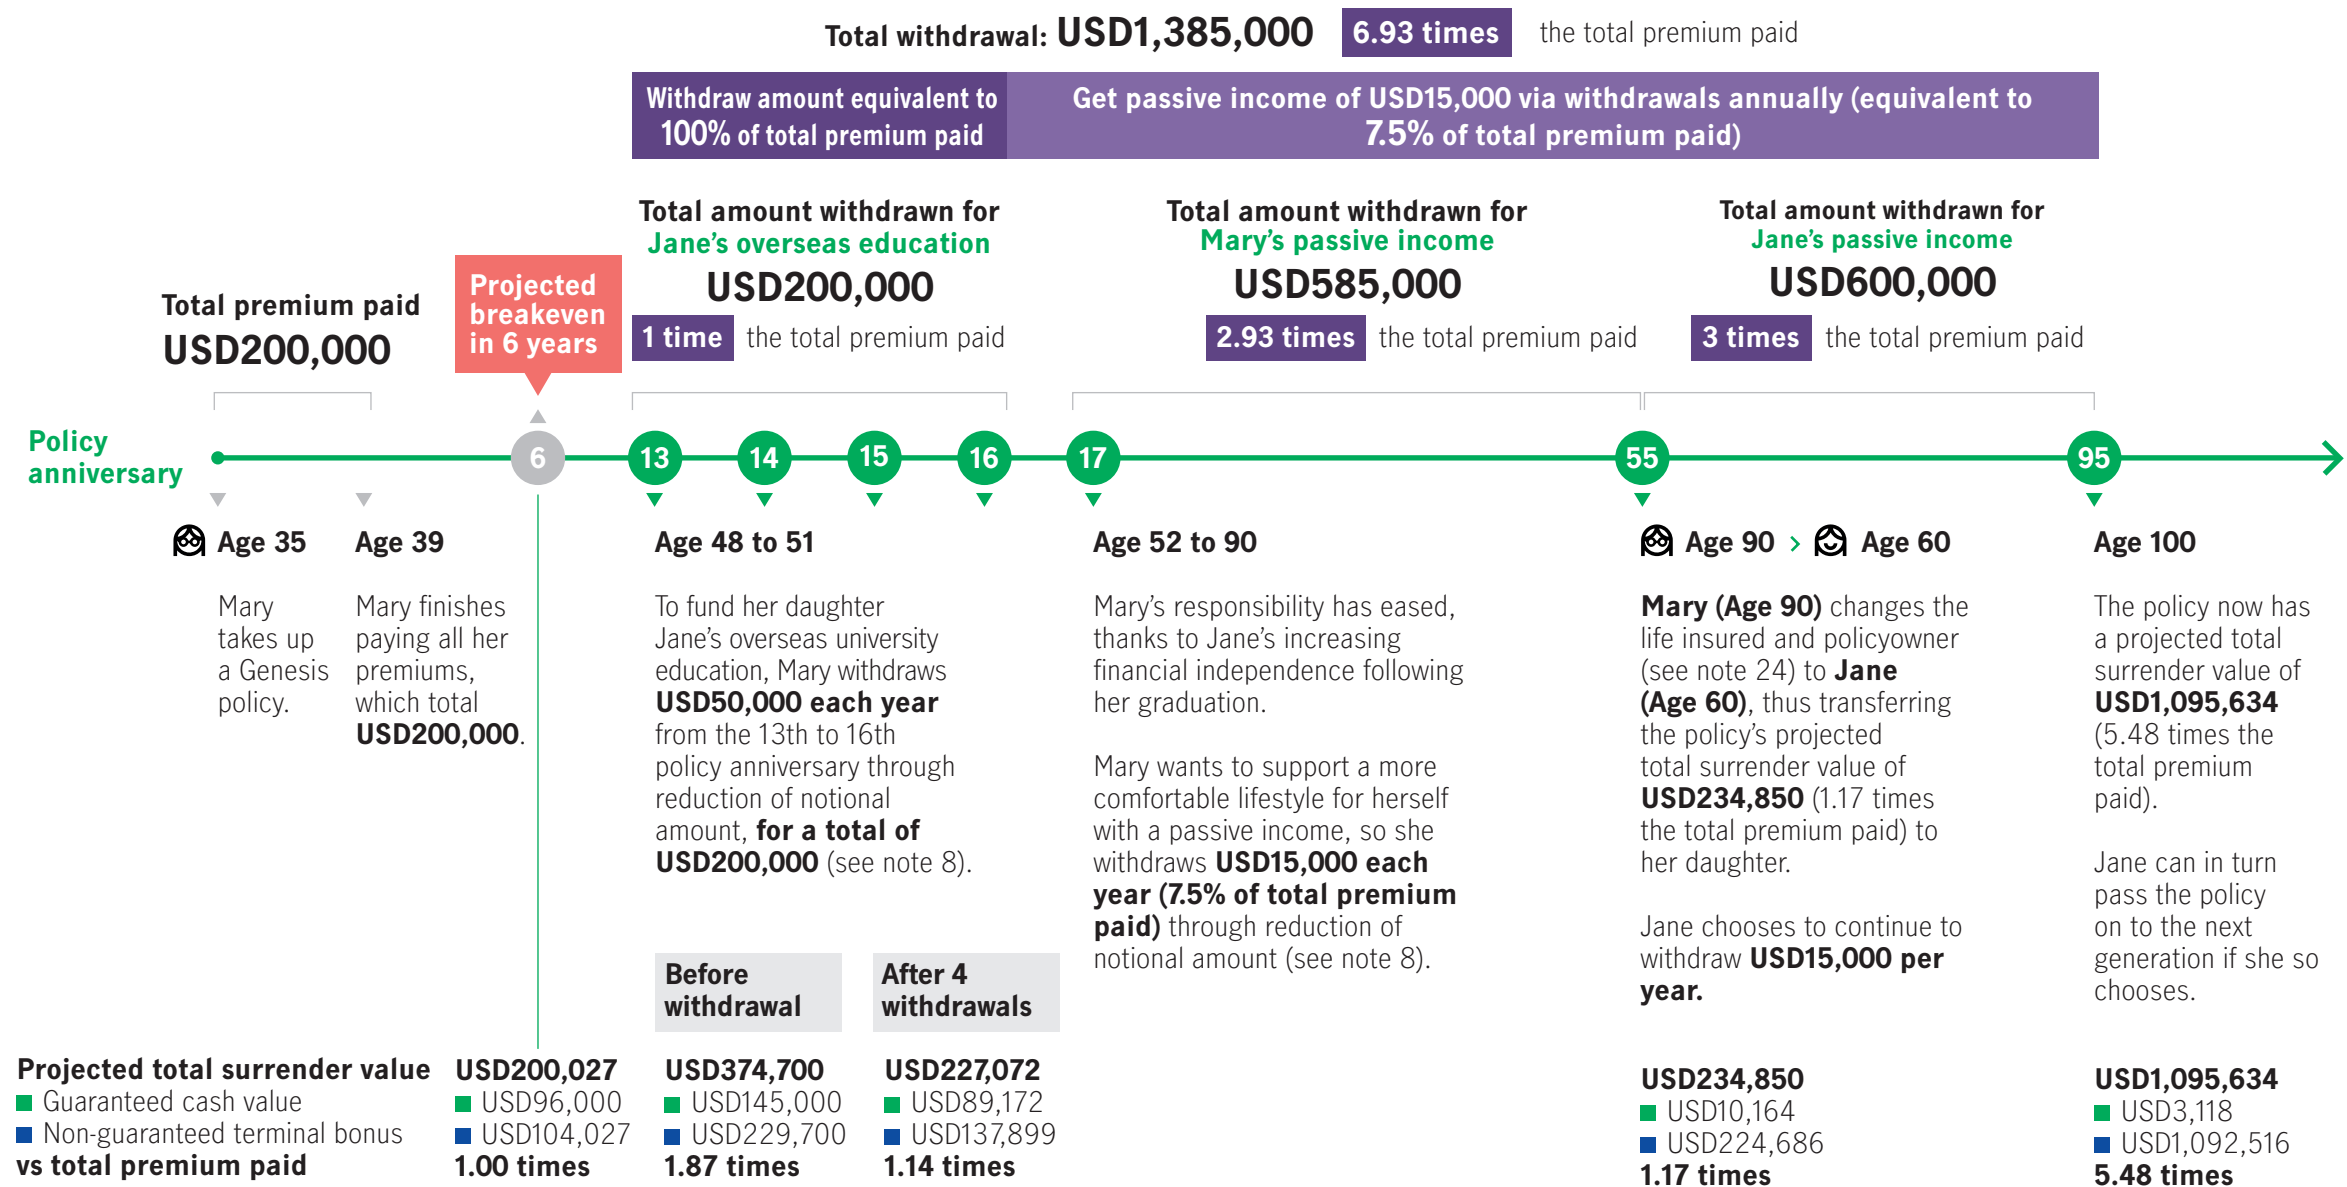 Total withdrawal: USD1,385,000 6.93 times the total premium paid
Withdraw amount equivalent to
100% of total premium paid
Get passive income of USD15,000 via withdrawals annually (equivalent to
7.5% of total premium paid)
Total premium paid
USD200,000
Projected
breakeven
in 6 years
Total amount withdrawn for
Jane's overseas education
USD200,000
1 time the total premium paid
Total amount withdrawn for
Mary's passive income
USD585,000
2.93 times the total premium paid
Total amount withdrawn for
Jane's passive income
USD600,000
3 times the total premium paid
Policy
anniversary
6 13 14 15 16 17 55 95
Age 35
Mary
takes up
a Genesis
policy.
Age 39
Mary finishes
paying all her
premiums,
which total
USD200,000.
Age 48 to 51
To fund her daughter
Jane's overseas university
education, Mary withdraws
USD50,000 each year
from the 13th to 16th
policy anniversary through
reduction of notional
amount, for a total of
USD200,000 (see note 8).
Age 52 to 90
Mary's responsibility has eased,
thanks to Jane's increasing
financial independence following
her graduation.
Mary wants to support a more
comfortable lifestyle for herself
with a passive income, so she
withdraws USD15,000 each
year (7.5% of total premium
paid) through reduction of
notional amount (see note 8).
Age 90 > Age 60
Mary (Age 90) changes the
life insured and policyowner
(see note 24) to Jane
(Age 60), thus transferring
the policy's projected
total surrender value of
USD234,850 (1.17 times
the total premium paid) to
her daughter.
Jane chooses to continue to
withdraw USD15,000 per
year.
Age 100
The policy now has
a projected total
surrender value of
USD1,095,634
(5.48 times the
total premium
paid).
Jane can in turn
pass the policy
on to the next
generation if she so
chooses.
Projected total surrender value
Guaranteed cash value
Non-guaranteed terminal bonus
vs total premium paid
USD200,027
USD96,000
USD104,027
1.00 times
Before
withdrawal
USD374,700
USD145,000
USD229,700
1.87 times
After 4
withdrawals
USD227,072
USD89,172
USD137,899
1.14 times
USD234,850
USD10,164
USD224,686
1.17 times
USD1,095,634
USD3,118
USD1,092,516
5.48 times